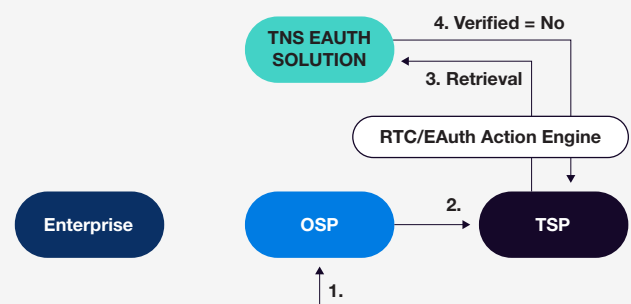 4. Verified = No
TNS EAUTH
SOLUTION
3. Retrieval
RTC/EAuth Action Engine
Enterprise
OSP
2.
TSP
1.